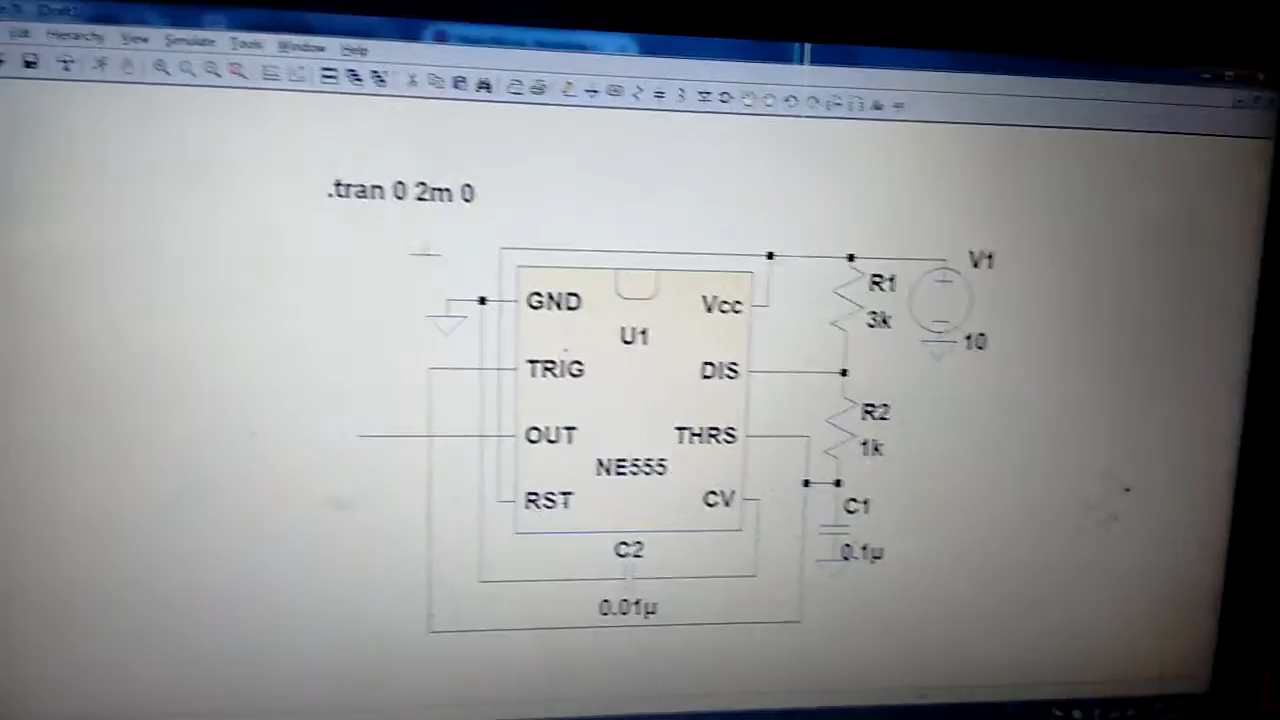 Hierarchy View Simulate Tools Window Help
.tran 0 2m 0
V1
GND Vcc R1
U1 3k
10
TRIG DIS
R2
OUT THRS 1k
NE555
RST CV C1
C2 0.1µ
0.01µ